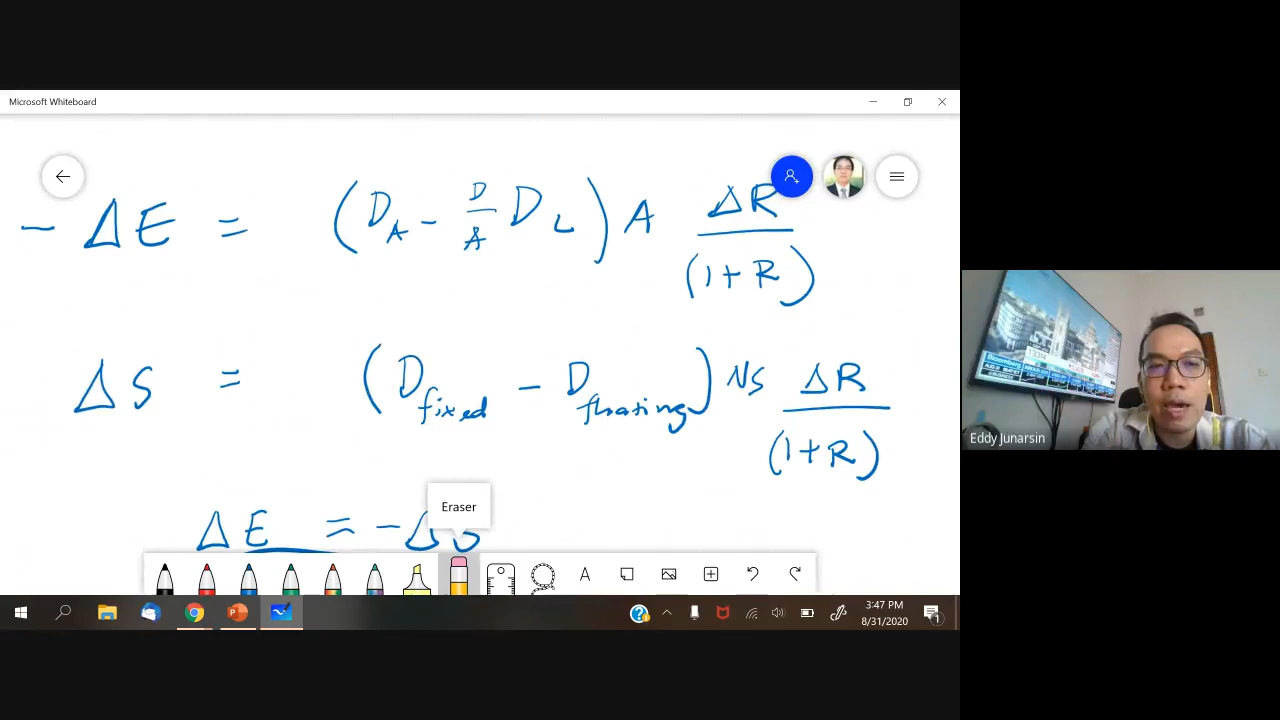 Microsoft Whiteboard
- ΔE = (D_A - D/A D_L) A ΔR/(1+R)
ΔS = (D_fixed - D_floating) NS ΔR/(1+R)
Eraser
ΔE = -ΔS
A
Bloomberg
Eddy Junarsin
3:47 PM
8/31/2020